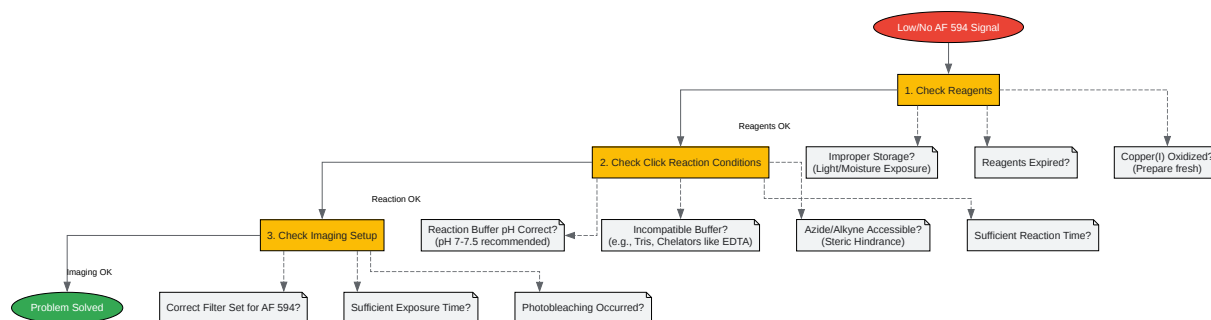 Low/No AF 594 Signal
1. Check Reagents
Reagents OK
2. Check Click Reaction Conditions
Improper Storage?
(Light/Moisture Exposure)
Reagents Expired?
Copper(I) Oxidized?
(Prepare fresh)
Reaction OK
3. Check Imaging Setup
Reaction Buffer pH Correct?
(pH 7-7.5 recommended)
Incompatible Buffer?
(e.g., Tris, Chelators like EDTA)
Azide/Alkyne Accessible?
(Steric Hindrance)
Sufficient Reaction Time?
Imaging OK
Problem Solved
Correct Filter Set for AF 594?
Sufficient Exposure Time?
Photobleaching Occurred?